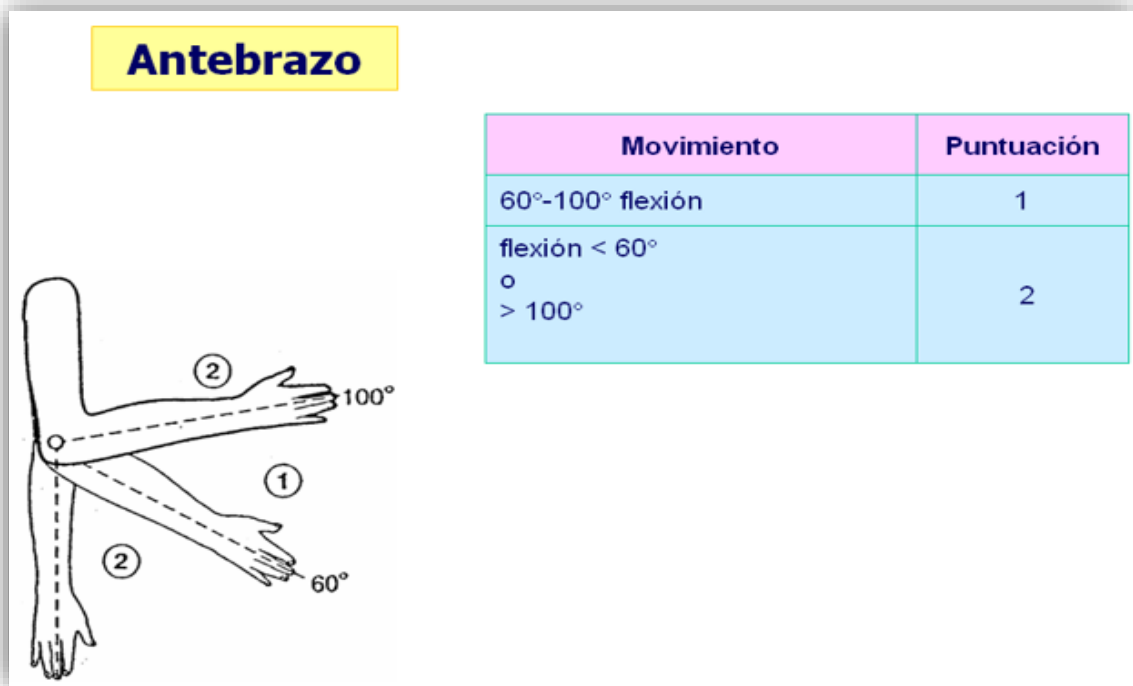 Antebrazo
Movimiento Puntuación
60°-100° flexión 1
flexión < 60°
o
> 100°
2
2
100°
1
2
60°